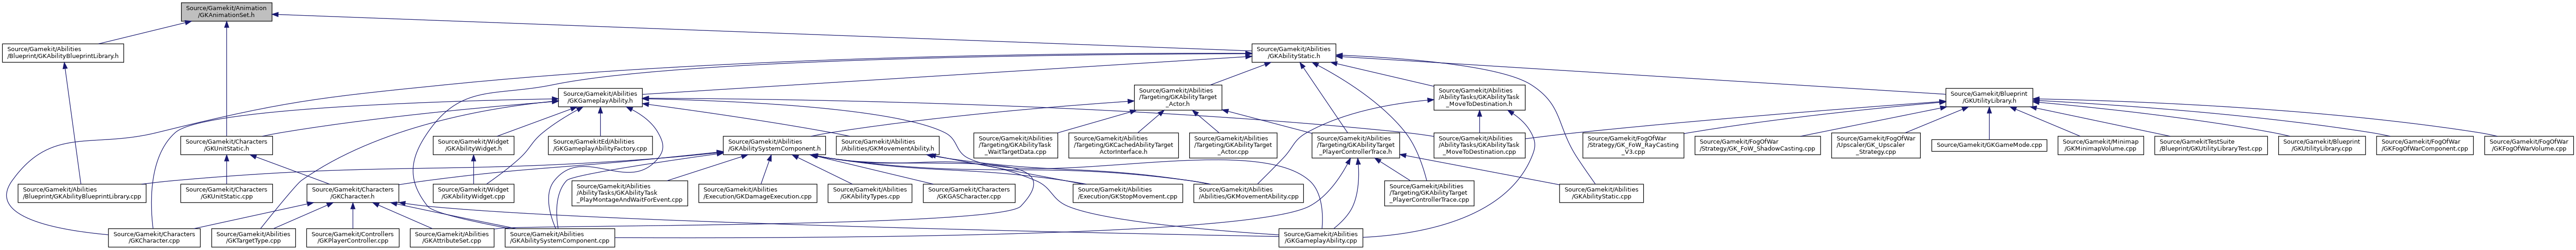 Source/Gamekit/Animation
/GKAnimationSet.h
Source/Gamekit/Abilities
/Blueprint/GKAbilityBlueprintLibrary.h
Source/Gamekit/Abilities
/GKAbilityStatic.h
Source/Gamekit/Abilities
/GKGameplayAbility.h
Source/Gamekit/Abilities
/Targeting/GKAbilityTarget
_Actor.h
Source/Gamekit/Abilities
/AbilityTasks/GKAbilityTask
_MoveToDestination.h
Source/Gamekit/Blueprint
/GKUtilityLibrary.h
Source/Gamekit/Characters
/GKUnitStatic.h
Source/Gamekit/Widget
/GKAbilityWidget.h
Source/GamekitEd/Abilities
/GKGameplayAbilityFactory.cpp
Source/Gamekit/Abilities
/GKAbilitySystemComponent.h
Source/Gamekit/Abilities
/Abilities/GKMovementAbility.h
Source/Gamekit/Abilities
/Targeting/GKAbilityTask
_WaitTargetData.cpp
Source/Gamekit/Abilities
/Targeting/GKCachedAbilityTarget
ActorInterface.h
Source/Gamekit/Abilities
/Targeting/GKAbilityTarget
_Actor.cpp
Source/Gamekit/Abilities
/Targeting/GKAbilityTarget
_PlayerControllerTrace.h
Source/Gamekit/Abilities
/AbilityTasks/GKAbilityTask
_MoveToDestination.cpp
Source/Gamekit/FogOfWar
/Strategy/GK_FoW_RayCasting
_V3.cpp
Source/Gamekit/FogOfWar
/Strategy/GK_FoW_ShadowCasting.cpp
Source/Gamekit/FogOfWar
/Upscaler/GK_Upscaler
_Strategy.cpp
Source/Gamekit/GKGameMode.cpp
Source/Gamekit/Minimap
/GKMinimapVolume.cpp
Source/GamekitTestSuite
/Blueprint/GKUtilityLibraryTest.cpp
Source/Gamekit/Blueprint
/GKUtilityLibrary.cpp
Source/Gamekit/FogOfWar
/GKFogOfWarComponent.cpp
Source/Gamekit/FogOfWar
/GKFogOfWarVolume.cpp
Source/Gamekit/Abilities
/Blueprint/GKAbilityBlueprintLibrary.cpp
Source/Gamekit/Characters
/GKUnitStatic.cpp
Source/Gamekit/Characters
/GKCharacter.h
Source/Gamekit/Widget
/GKAbilityWidget.cpp
Source/Gamekit/Abilities
/AbilityTasks/GKAbilityTask
_PlayMontageAndWaitForEvent.cpp
Source/Gamekit/Abilities
/Execution/GKDamageExecution.cpp
Source/Gamekit/Abilities
/GKAbilityTypes.cpp
Source/Gamekit/Characters
/GKGASCharacter.cpp
Source/Gamekit/Abilities
/Execution/GKStopMovement.cpp
Source/Gamekit/Abilities
/Abilities/GKMovementAbility.cpp
Source/Gamekit/Abilities
/Targeting/GKAbilityTarget
_PlayerControllerTrace.cpp
Source/Gamekit/Abilities
/GKAbilityStatic.cpp
Source/Gamekit/Characters
/GKCharacter.cpp
Source/Gamekit/Abilities
/GKTargetType.cpp
Source/Gamekit/Controllers
/GKPlayerController.cpp
Source/Gamekit/Abilities
/GKAttributeSet.cpp
Source/Gamekit/Abilities
/GKAbilitySystemComponent.cpp
Source/Gamekit/Abilities
/GKGameplayAbility.cpp